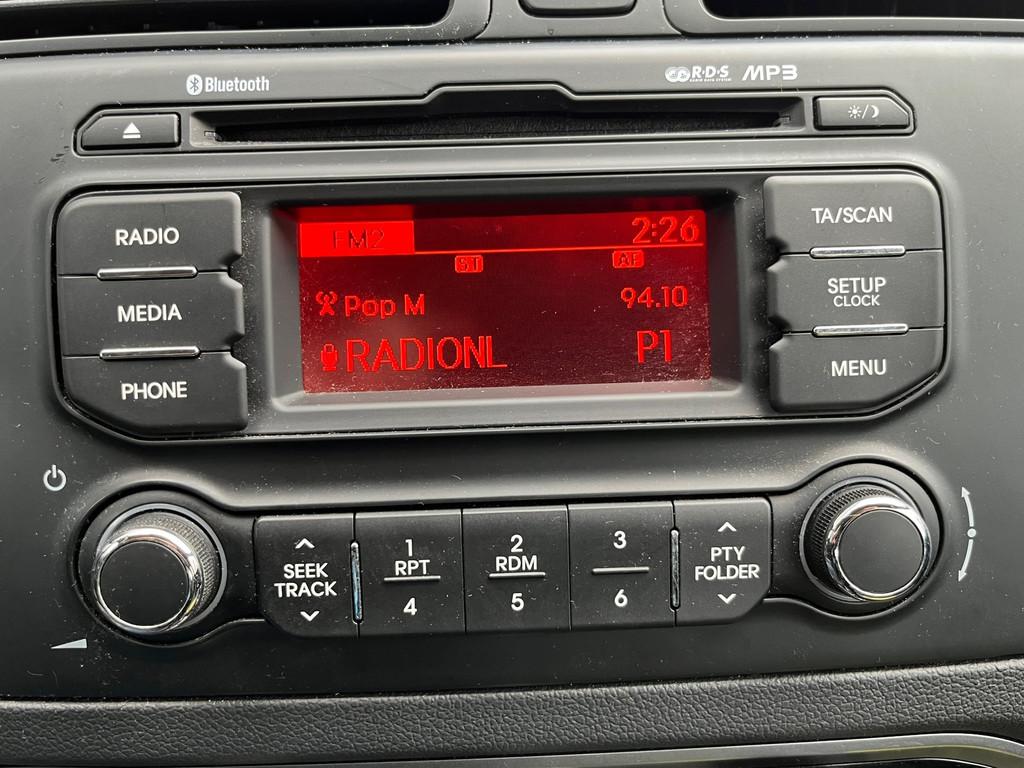 Bluetooth
R·D·S MP3
RADIO
MEDIA
PHONE
FM2 2:26
ST AF
Pop M 94.10
RADIONL P1
TA/SCAN
SETUP
CLOCK
MENU
SEEK
TRACK
1
RPT
4
2
RDM
5
3
6
PTY
FOLDER